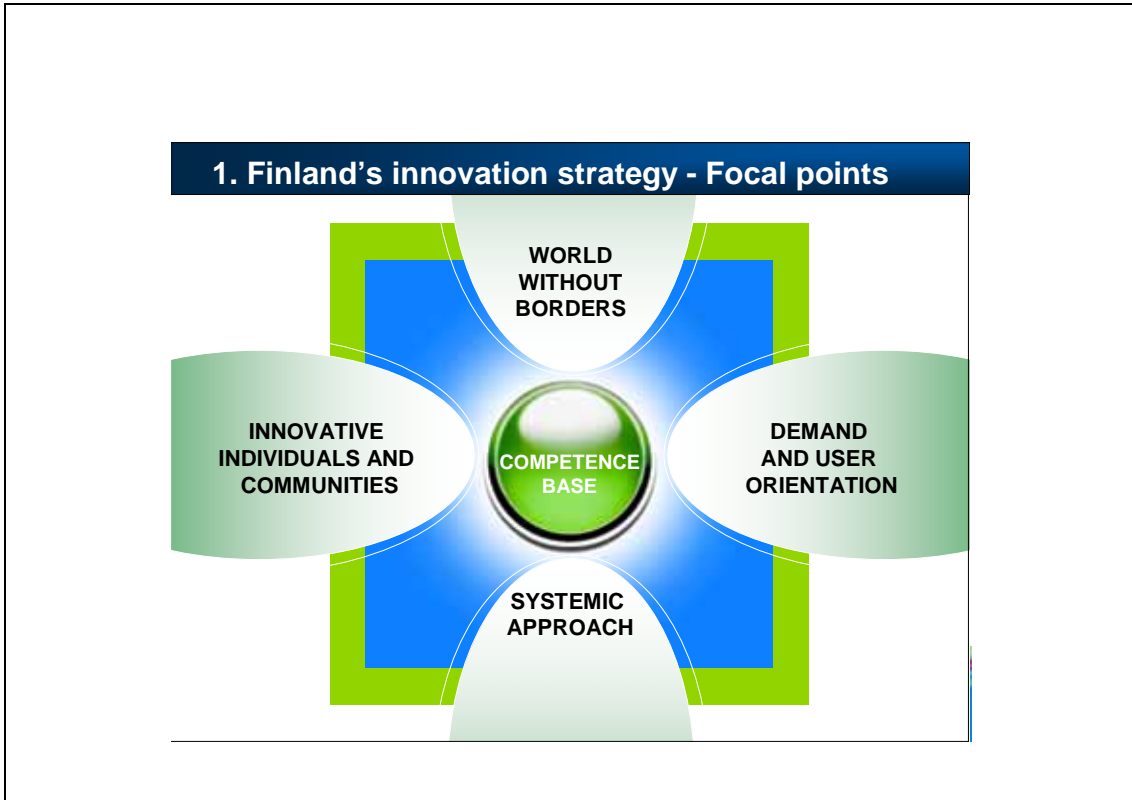 1. Finland’s innovation strategy - Focal points
WORLD
WITHOUT
BORDERS
INNOVATIVE
INDIVIDUALS AND
COMMUNITIES
COMPETENCE
BASE
DEMAND
AND USER
ORIENTATION
SYSTEMIC
APPROACH